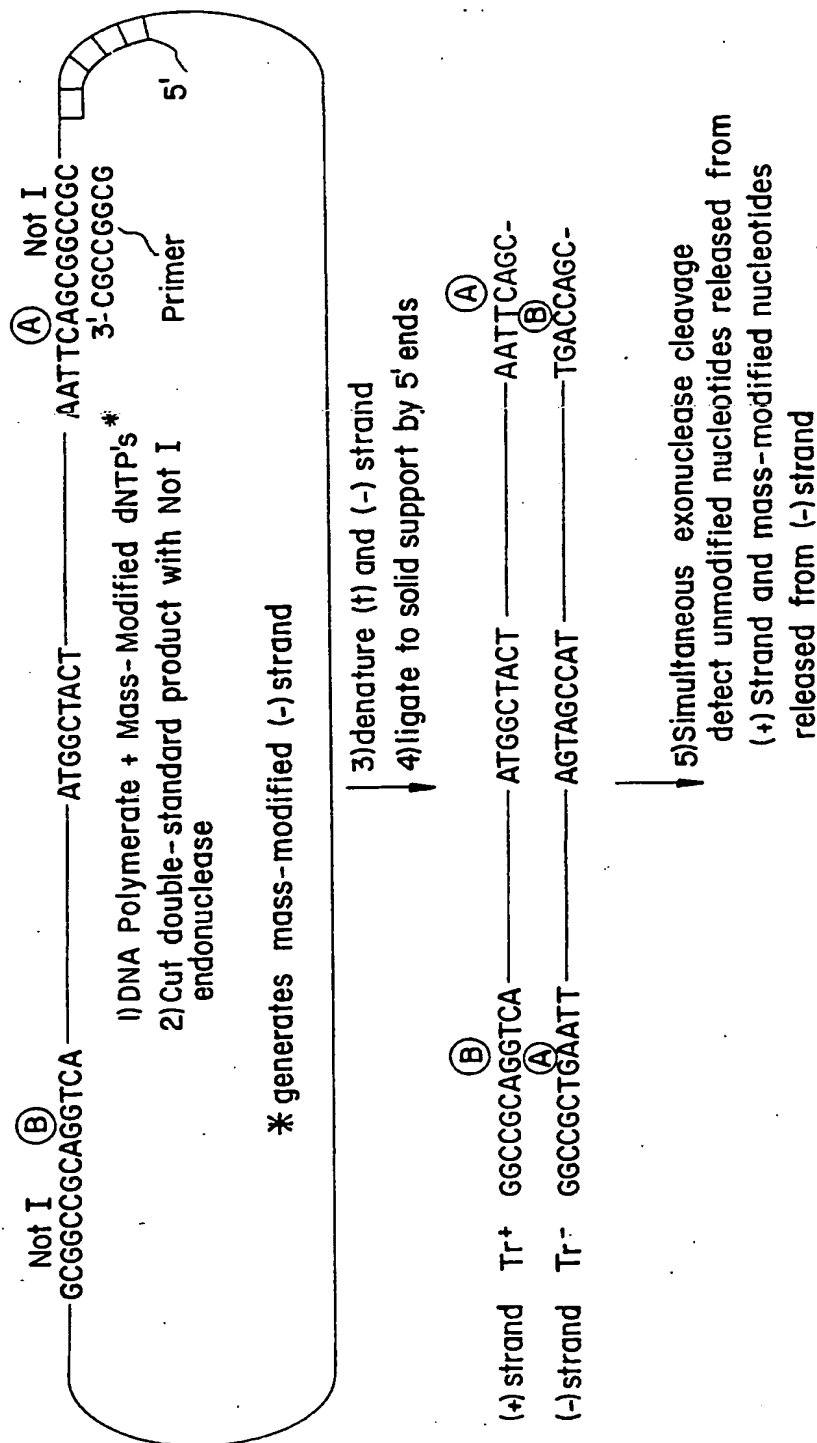 Not I
B
GCGGCCGCAGGTCA
ATGGCTACT
A
Not I
AATTCAGCGGCCGC
3'-CGCCGGCG
Primer
5'
1)DNA Polymerate + Mass-Modified dNTP's*
2)Cut double-standard product with Not I
endonuclease
* generates mass-modified (-) strand
3)denature (t) and (-) strand
4)ligate to solid support by 5' ends
B
A
(+) strand Tr+ GGCCGCAGGTCA ATGGCTACT AATTCAGC-
A
B
(-) strand Tr- GGCCGCTGAATT AGTAGCCAT TGACCAGC-
5)Simultaneous exonuclease cleavage
detect unmodified nucleotides released from
(+) Strand and mass-modified nucleotides
released from (-) strand